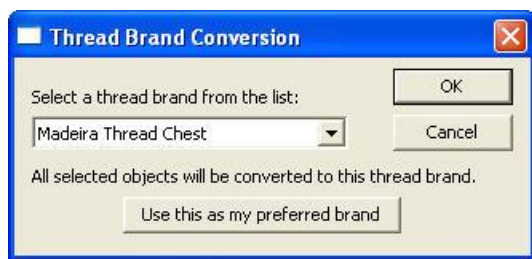 Thread Brand Conversion
Select a thread brand from the list:
OK
Madeira Thread Chest
Cancel
All selected objects will be converted to this thread brand.
Use this as my preferred brand